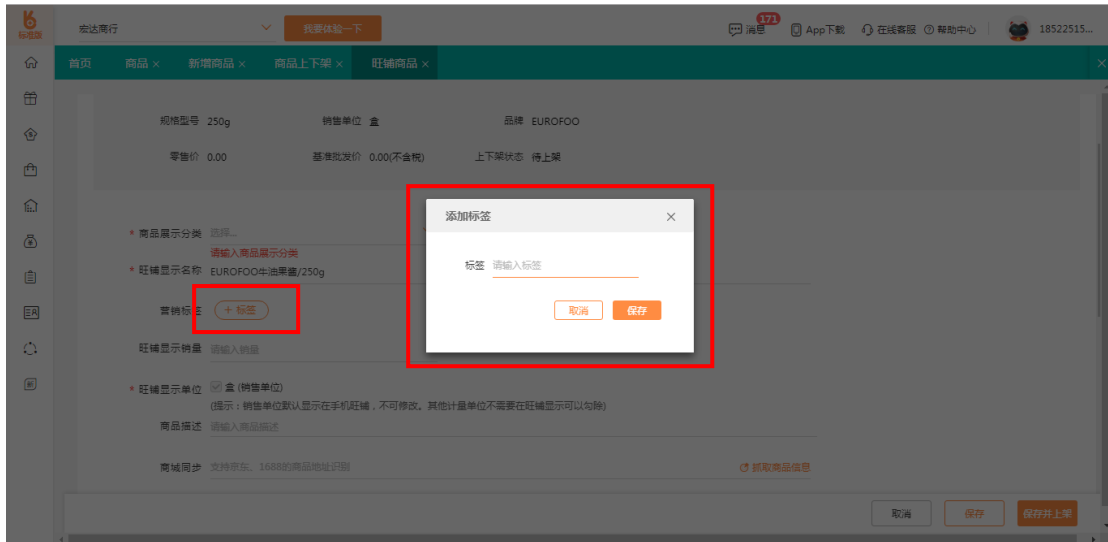 标准版
宏达商行
我要体验一下
171
消息 App下载 在线客服 帮助中心 18522515...
首页 商品 × 新增商品 × 商品上下架 × 旺铺商品 ×
规格型号 250g 销售单位 盒 品牌 EUROFOO
零售价 0.00 基准批发价 0.00(不含税) 上下架状态 待上架
添加标签 ×
* 商品展示分类 选择...
请输入商品展示分类
标签 请输入标签
* 旺铺显示名称 EUROFOO牛油果酱/250g
营销标签 + 标签
取消 保存
旺铺显示销量 请输入销量
* 旺铺显示单位 盒 (销售单位)
(提示：销售单位默认显示在手机旺铺，不可修改。其他计量单位不需要在旺铺显示可以勾除)
商品描述 请输入商品描述
商城同步 支持京东、1688的商品地址识别 抓取商品信息
取消 保存 保存并上架